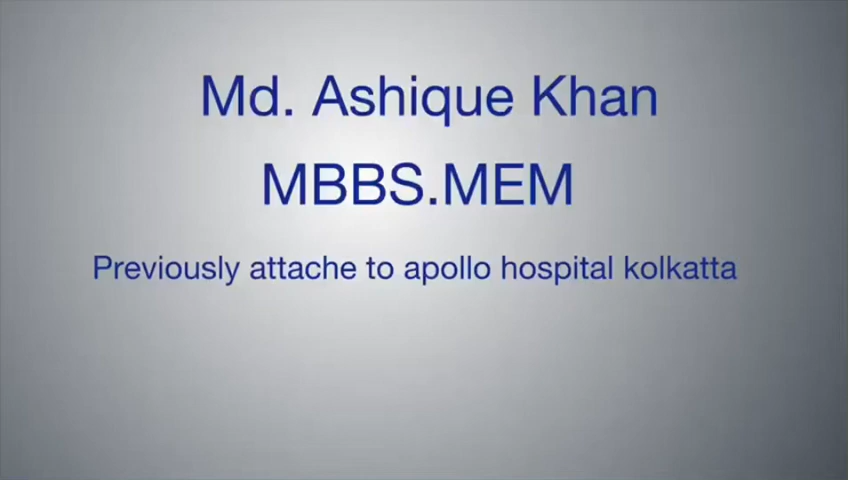 Md. Ashique Khan
MBBS.MEM
Previously attache to apollo hospital kolkatta